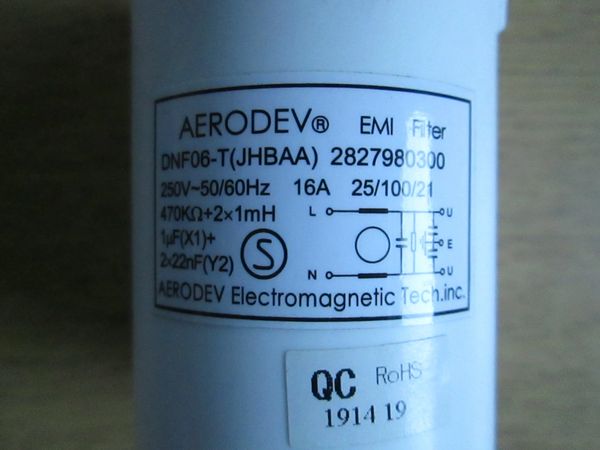 AERODEV® EMI Filter
DNF06-T(JHBAA) 2827980300
250V~50/60Hz 16A 25/100/21
470KΩ+2×1mH
1μF(X1)+
2×22nF(Y2)
S
L U
E
N U
AERODEV Electromagnetic Tech.inc.
QC RoHS
1914 19